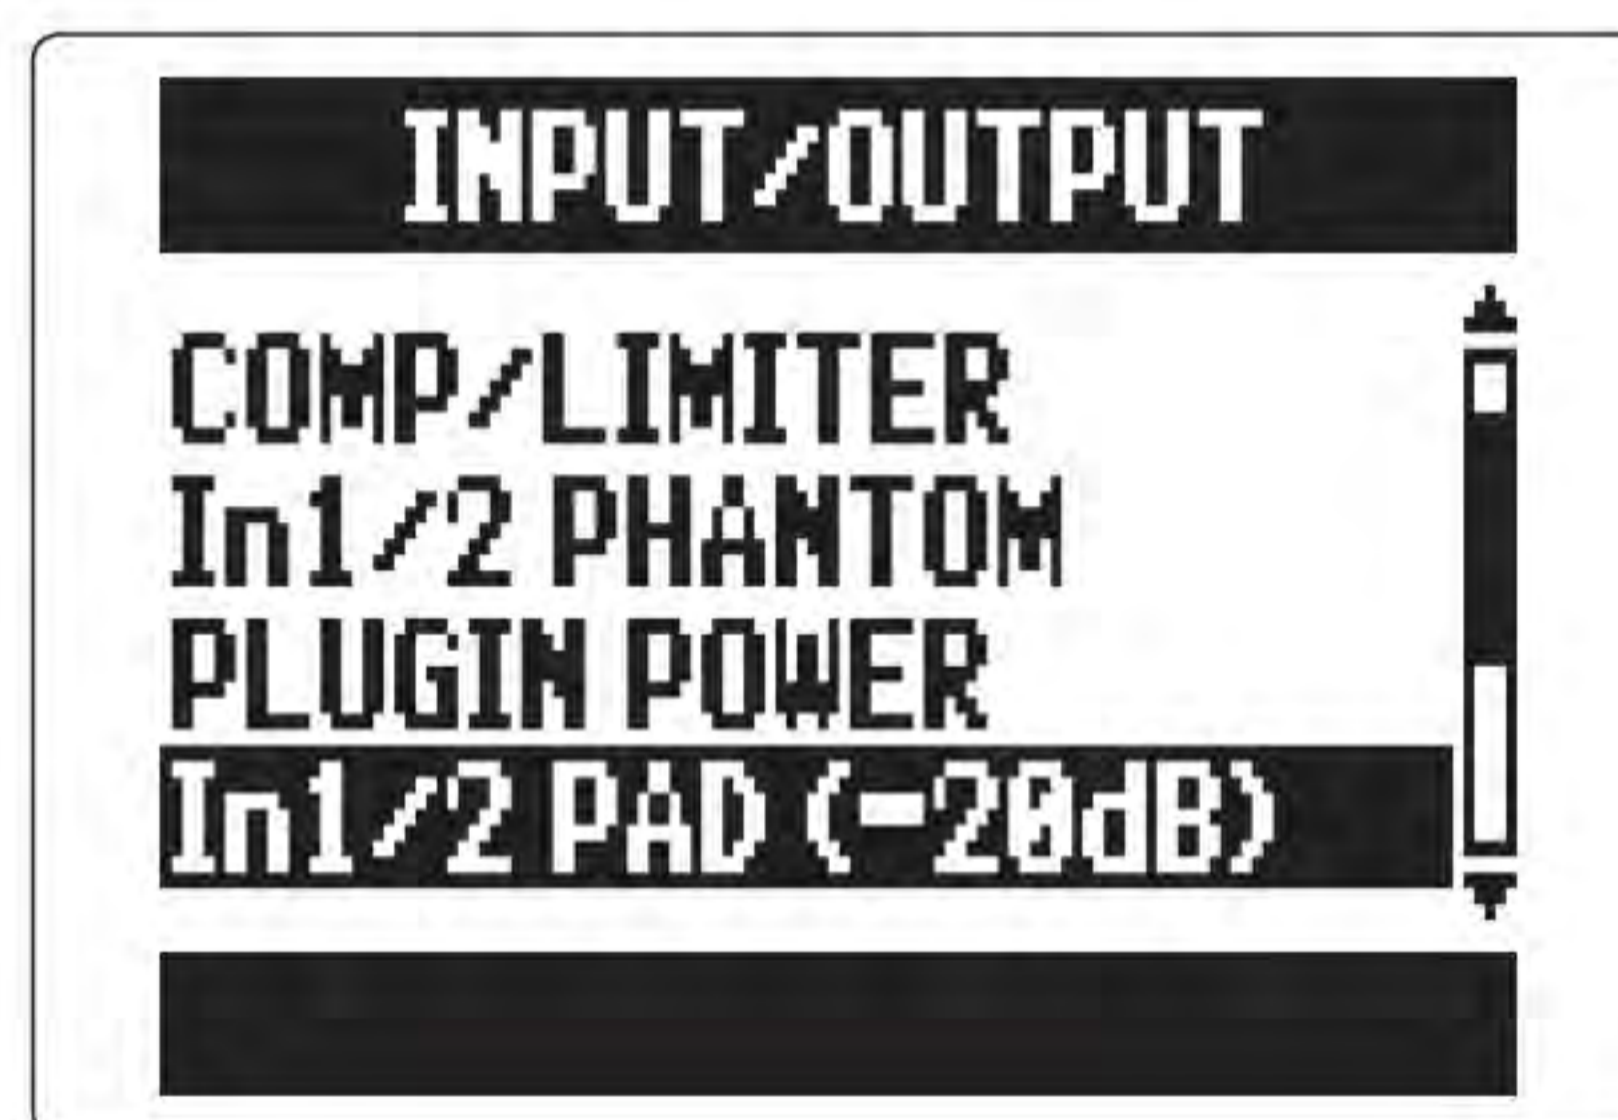 INPUT/OUTPUT
COMP/LIMITER
In1/2 PHANTOM
PLUGIN POWER
In1/2 PAD (-20dB)